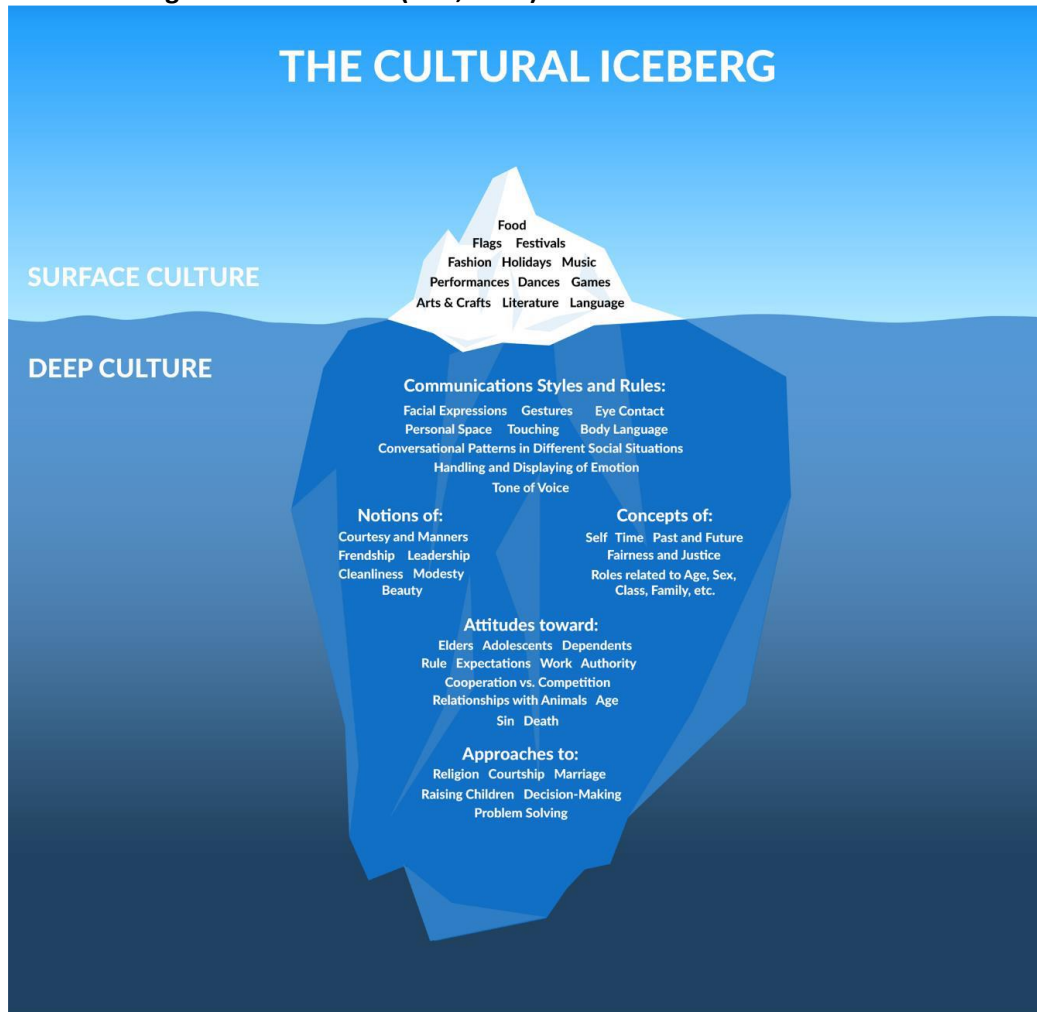 THE CULTURAL ICEBERG
Food
Flags Festivals
Fashion Holidays Music
SURFACE CULTURE
Performances Dances Games
Arts & Crafts Literature Language
DEEP CULTURE
Communications Styles and Rules:
Facial Expressions Gestures Eye Contact
Personal Space Touching Body Language
Conversational Patterns in Different Social Situations
Handling and Displaying of Emotion
Tone of Voice
Notions of:
Courtesy and Manners
Frendship Leadership
Cleanliness Modesty
Beauty
Concepts of:
Self Time Past and Future
Fairness and Justice
Roles related to Age, Sex,
Class, Family, etc.
Attitudes toward:
Elders Adolescents Dependents
Rule Expectations Work Authority
Cooperation vs. Competition
Relationships with Animals Age
Sin Death
Approaches to:
Religion Courtship Marriage
Raising Children Decision-Making
Problem Solving